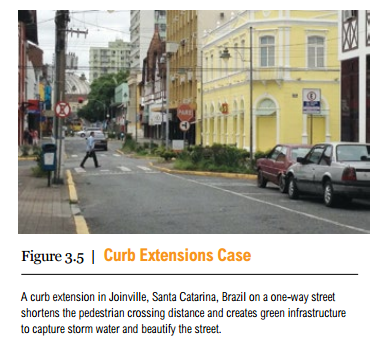 Figure 3.5 | Curb Extensions Case
A curb extension in Joinville, Santa Catarina, Brazil on a one-way street
shortens the pedestrian crossing distance and creates green infrastructure
to capture storm water and beautify the street.